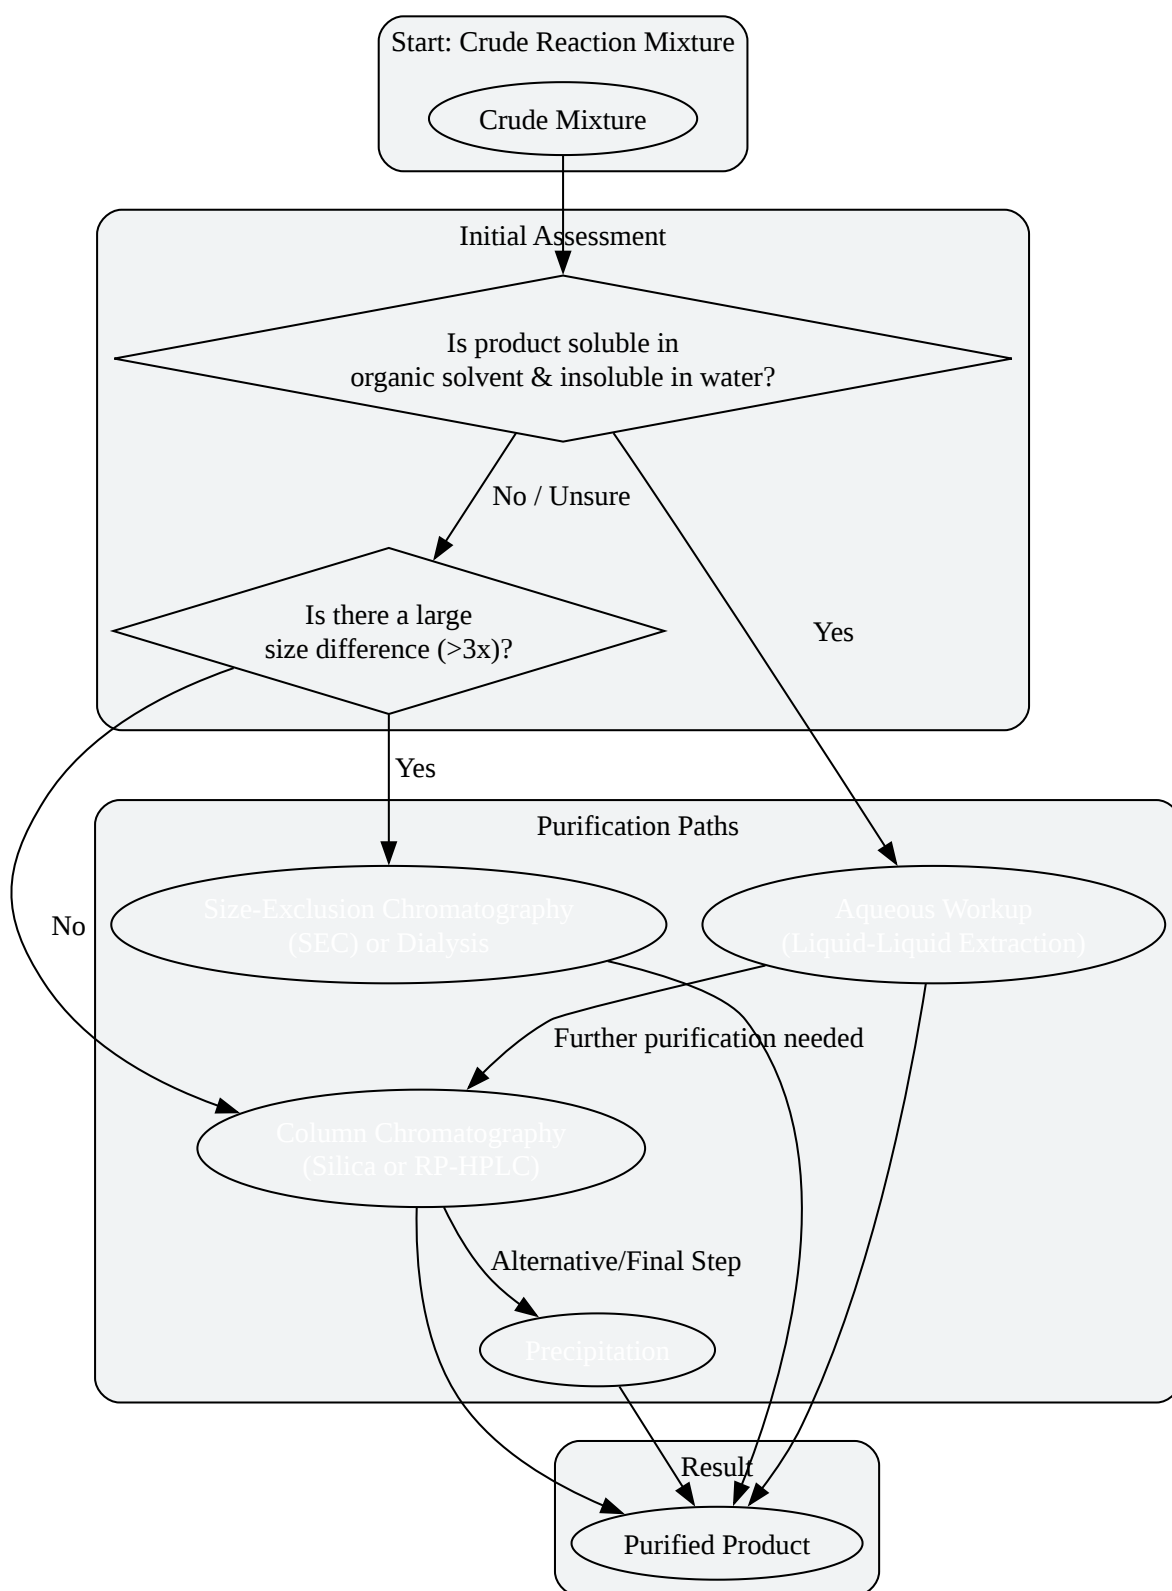 Start: Crude Reaction Mixture
Crude Mixture
Initial Assessment
Is product soluble in
organic solvent & insoluble in water?
No / Unsure
Is there a large
size difference (>3x)?
Yes
Yes
Purification Paths
Size-Exclusion Chromatography
(SEC) or Dialysis
Aqueous Workup
(Liquid-Liquid Extraction)
No
Further purification needed
Column Chromatography
(Silica or RP-HPLC)
Alternative/Final Step
Precipitation
Result
Purified Product